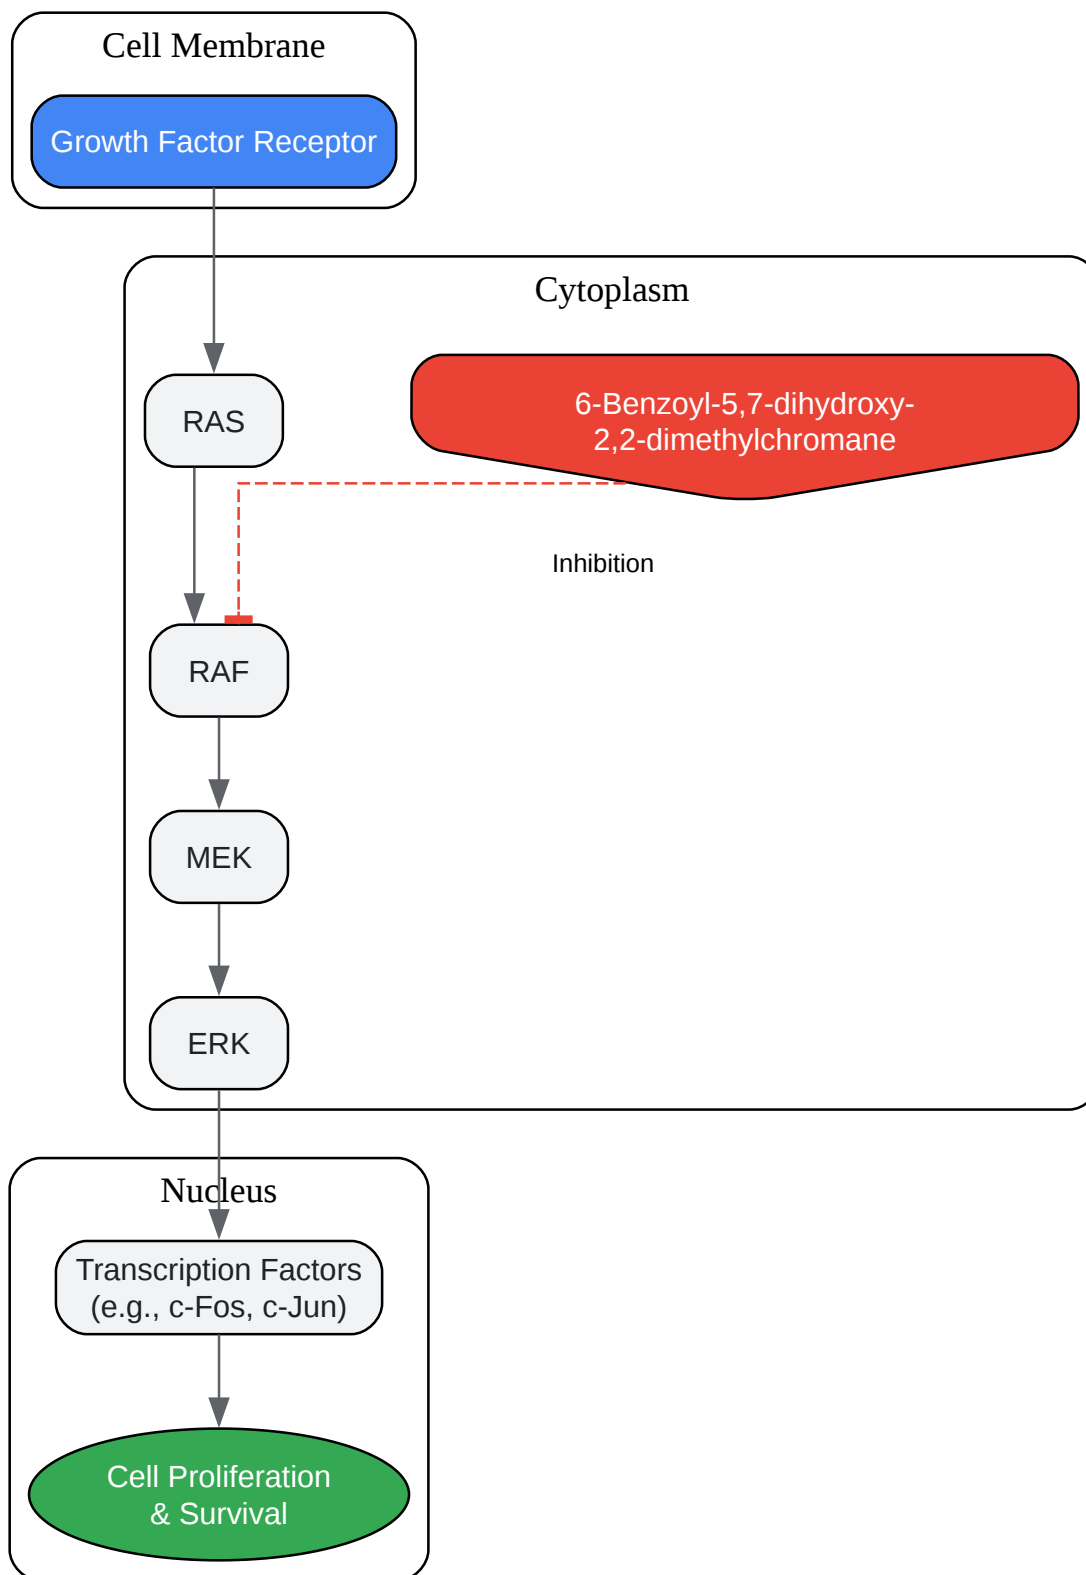 Cell Membrane
Growth Factor Receptor
Cytoplasm
6-Benzoyl-5,7-dihydroxy-
2,2-dimethylchromane
RAS
Inhibition
RAF
MEK
ERK
Nucleus
Transcription Factors
(e.g., c-Fos, c-Jun)
Cell Proliferation
& Survival